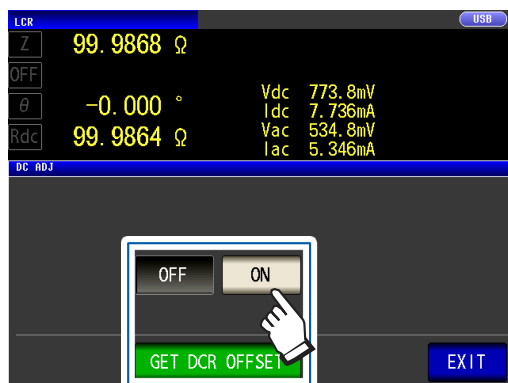 LCR USB
Z 99.9868 Ω
OFF
θ -0.000 °
Rdc 99.9864 Ω
Vdc 773.8mV
Idc 7.736mA
Vac 534.8mV
Iac 5.346mA
DC ADJ
OFF ON
GET DCR OFFSET
EXIT